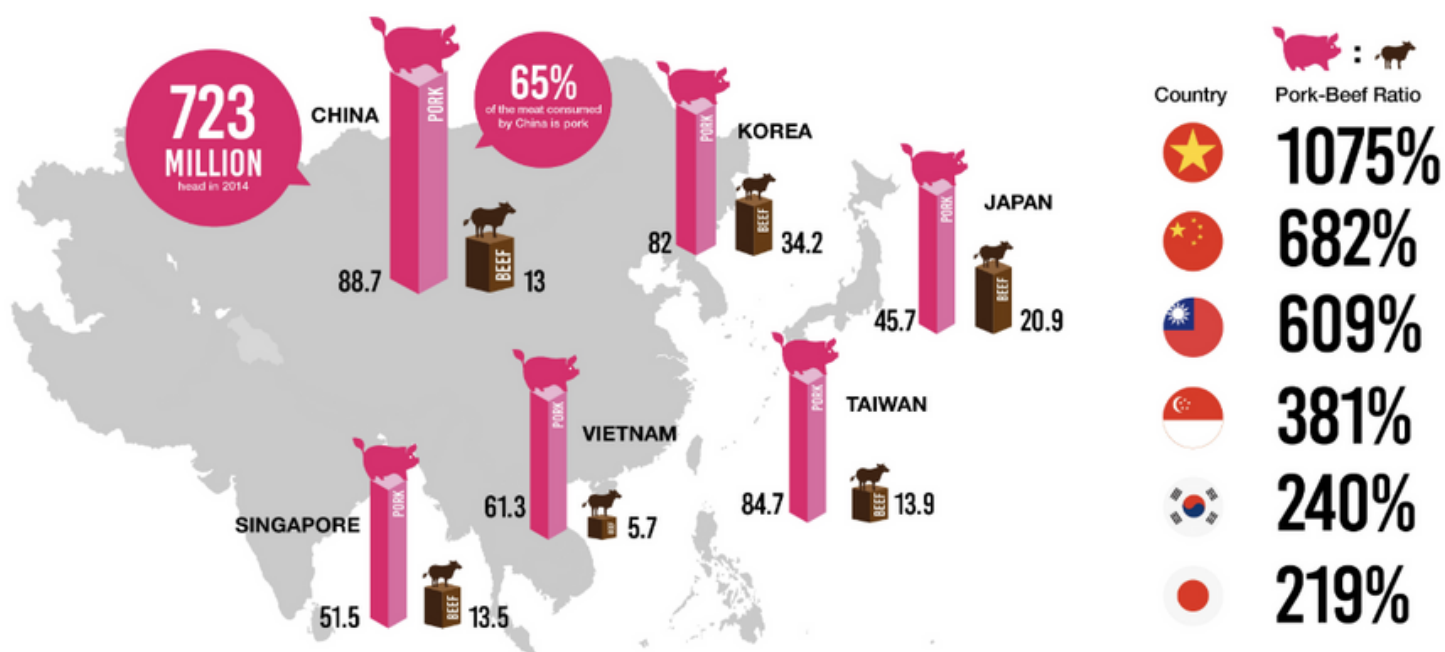 723
MILLION
head in 2014
CHINA
65%
of the meat consumed
by China is pork
PORK
BEEF
88.7
13
PORK
KOREA
BEEF
82
34.2
PORK
JAPAN
BEEF
45.7
20.9
PORK
TAIWAN
BEEF
84.7
13.9
PORK
VIETNAM
BEEF
61.3
5.7
PORK
SINGAPORE
BEEF
51.5
13.5
:
Country Pork-Beef Ratio
1075%
682%
609%
381%
240%
219%